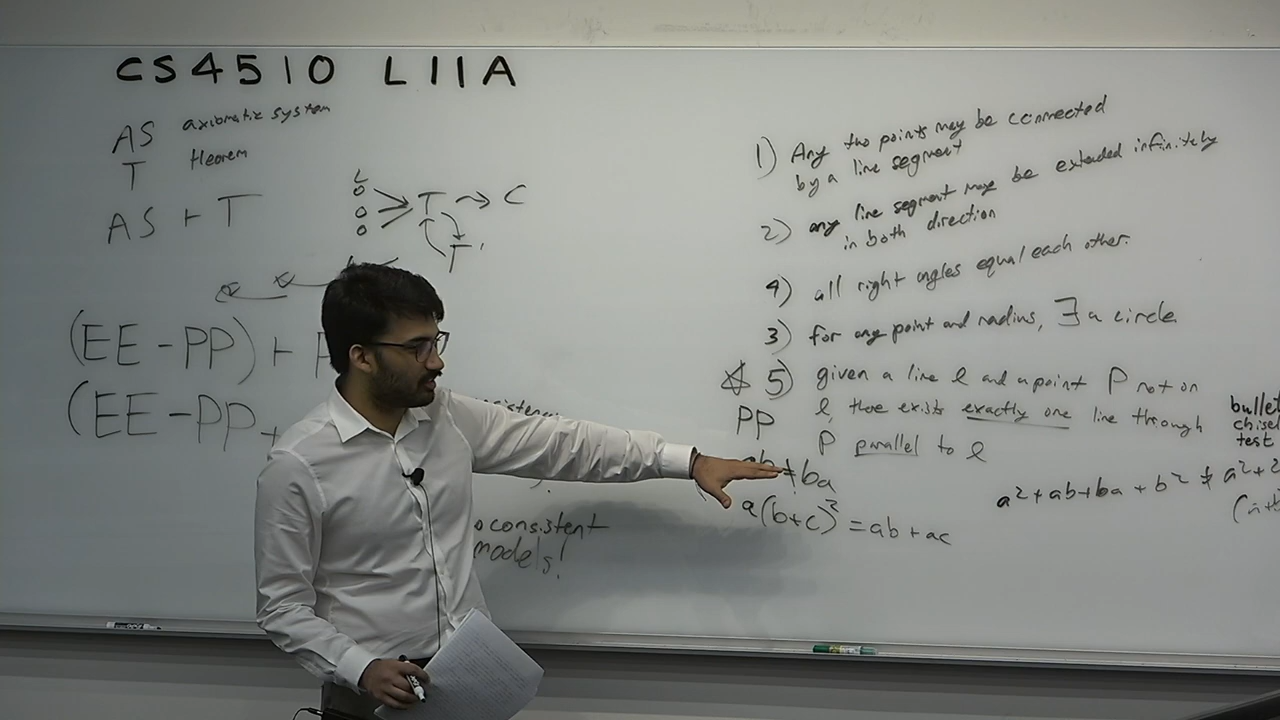 CS4510 L11A
AS axiomatic system
T theorem
AS ⊢ T
T → C
T'
(EE-PP) ⊢
(EE-PP+
consistent
models!
1) Any two points may be connected
by a line segment
2) any line segment may be extended infinitely
in both direction
4) all right angles equal each other.
3) for any point and radius, ∃ a circle
☆ 5) given a line l and a point P not on
PP l, there exists exactly one line through
P parallel to l
ab ≠ ba
a(b+c)² = ab + ac
a² + ab + ba + b² ≠ a² + 2
bullet
chisel
test